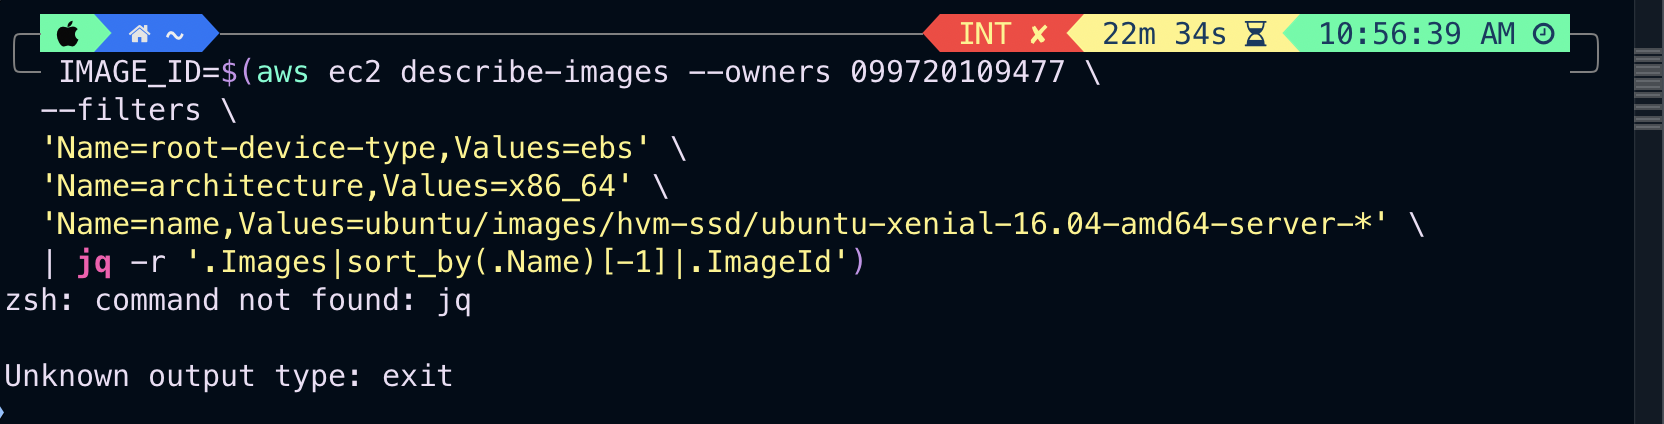 ~ INT ✘ 22m 34s 10:56:39 AM
IMAGE_ID=$(aws ec2 describe-images --owners 099720109477 \
--filters \
'Name=root-device-type,Values=ebs' \
'Name=architecture,Values=x86_64' \
'Name=name,Values=ubuntu/images/hvm-ssd/ubuntu-xenial-16.04-amd64-server-*' \
| jq -r '.Images|sort_by(.Name)[-1]|.ImageId')
zsh: command not found: jq
Unknown output type: exit